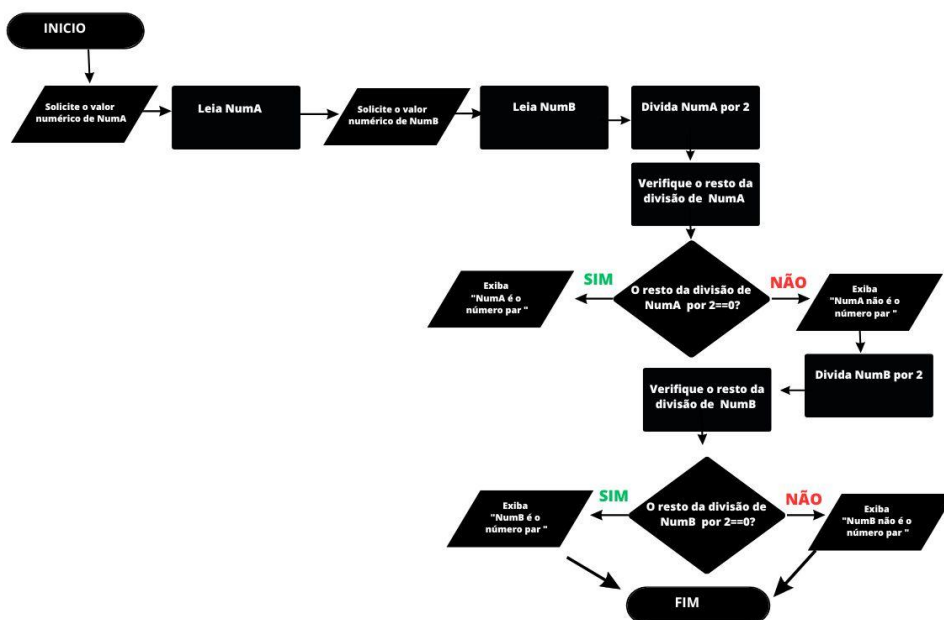 INICIO
Solicite o valor
numérico de NumA
Leia NumA
Solicite o valor
numérico de NumB
Leia NumB
Divida NumA por 2
Verifique o resto da
divisão de NumA
O resto da divisão de
NumA por 2==0?
SIM
NÃO
Exiba
"NumA é o
número par "
Exiba
"NumA não é o
número par "
Divida NumB por 2
Verifique o resto da
divisão de NumB
O resto da divisão de
NumB por 2==0?
SIM
NÃO
Exiba
"NumB é o
número par "
Exiba
"NumB não é o
número par "
FIM